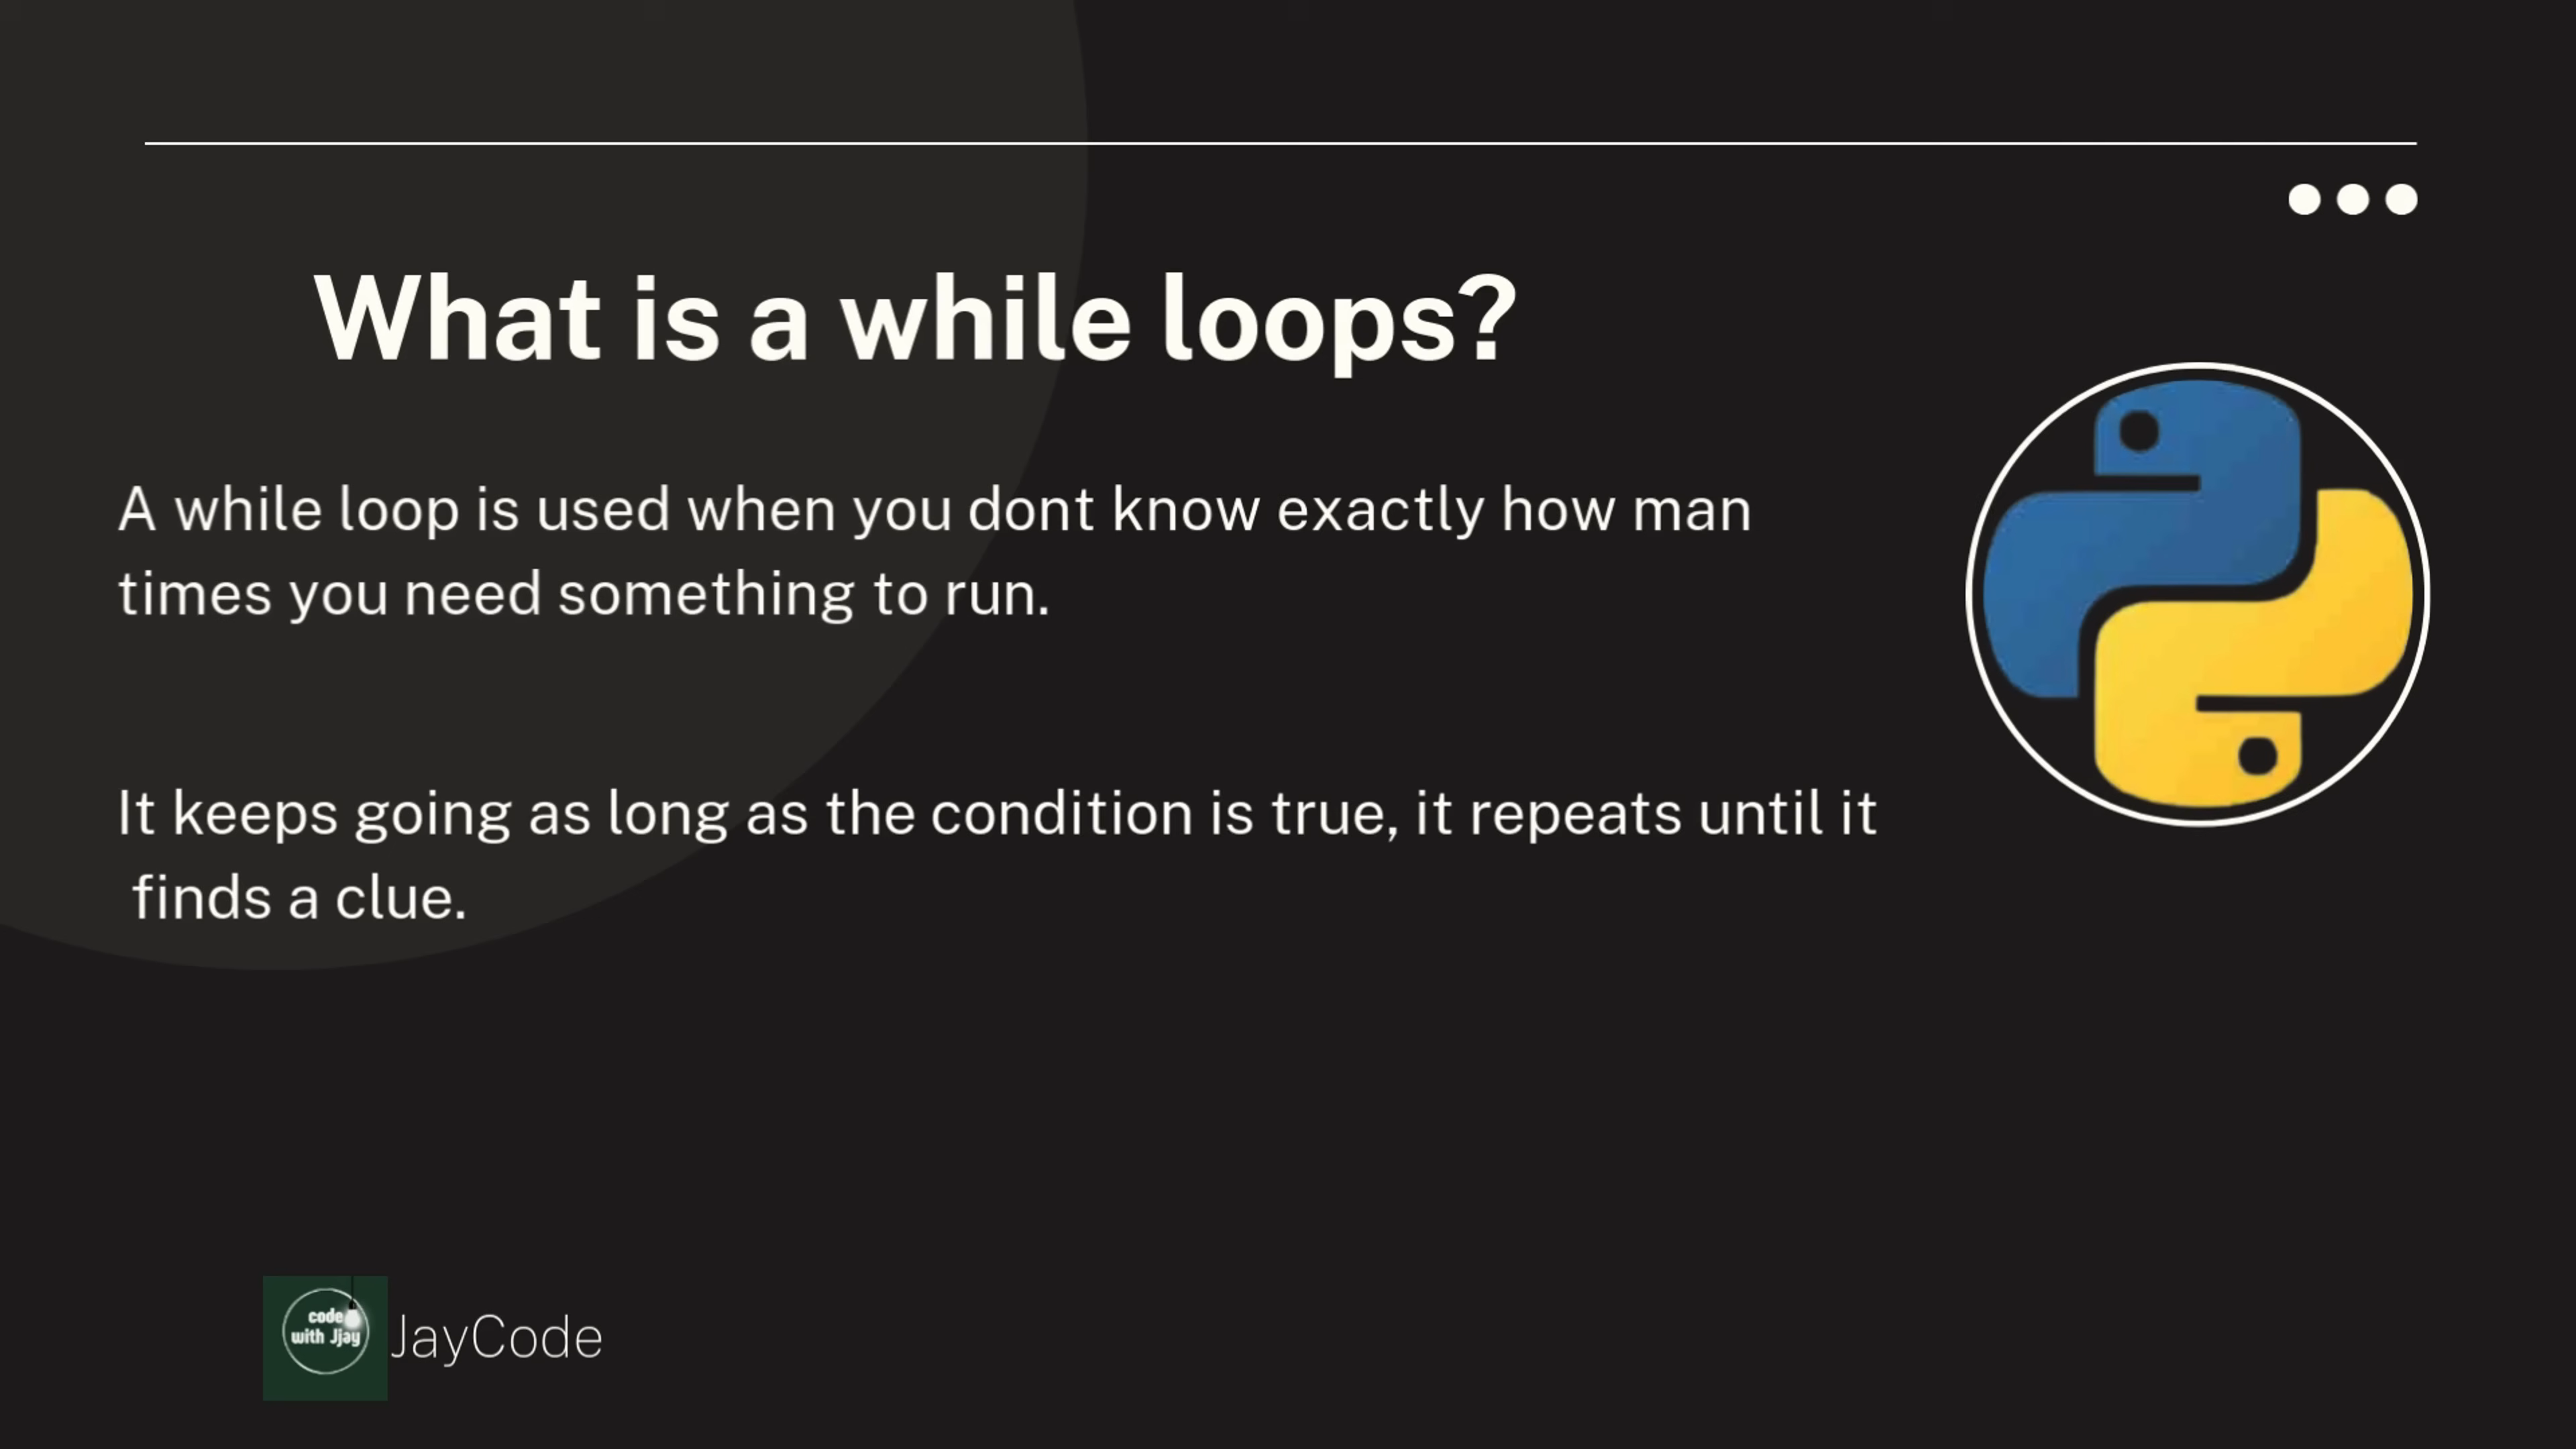 What is a while loops?
A while loop is used when you dont know exactly how man
times you need something to run.
It keeps going as long as the condition is true, it repeats until it
finds a clue.
code
with Jjay
JayCode